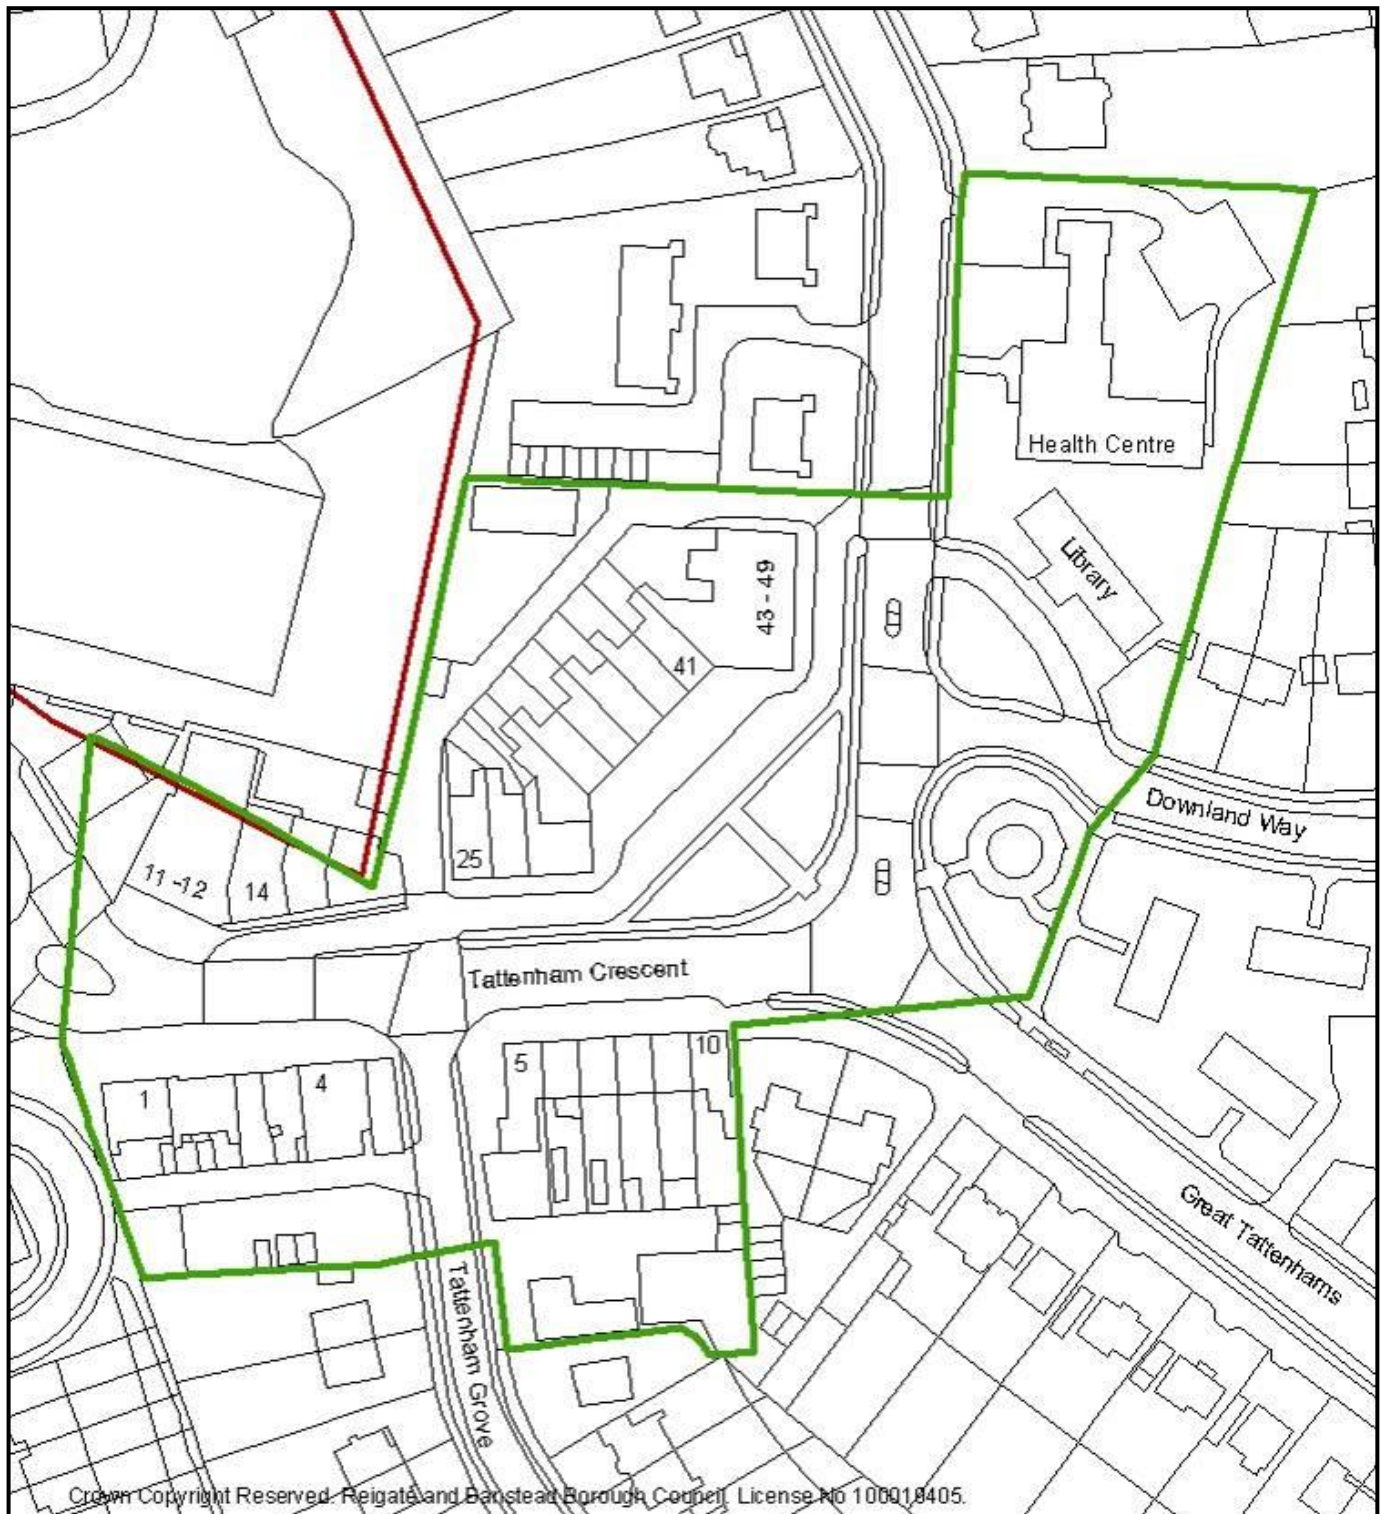 Health Centre
Library
43 - 49
41
Downland Way
25
11 -12
14
Tattenham Crescent
5
10
1
4
Great Tattenhams
Tattenham Grove
Crown Copyright Reserved. Reigate and Banstead Borough Council. License No 100019405.